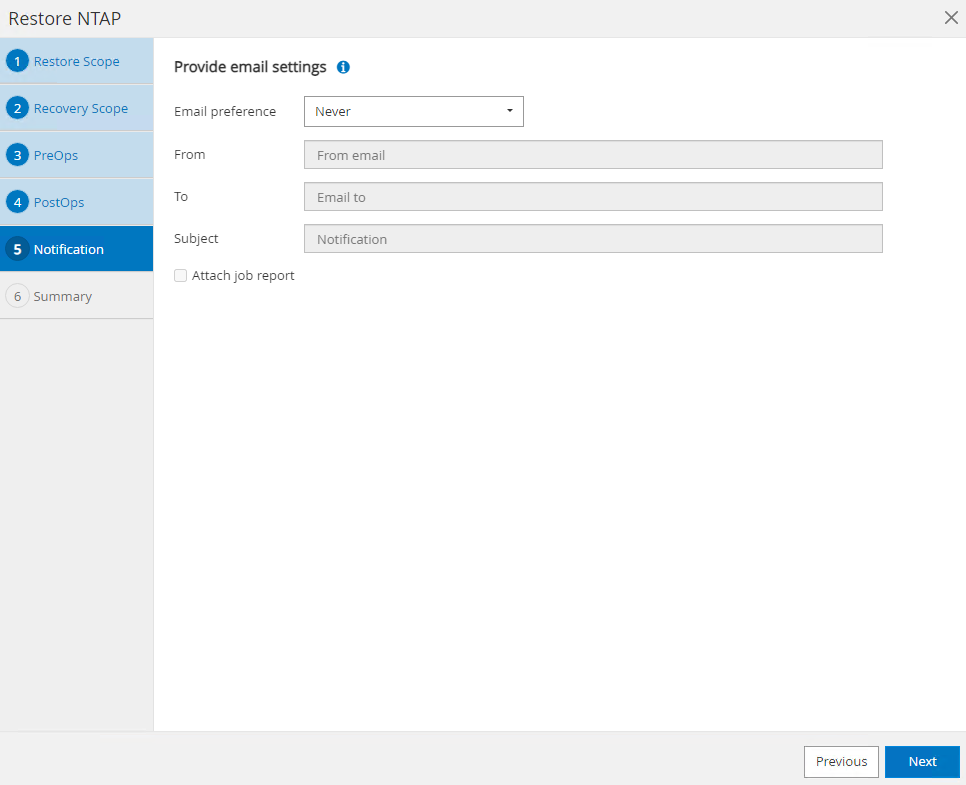 Restore NTAP
1 Restore Scope
2 Recovery Scope
3 PreOps
4 PostOps
5 Notification
6 Summary
Provide email settings
Email preference Never
From From email
To Email to
Subject Notification
Attach job report
Previous Next